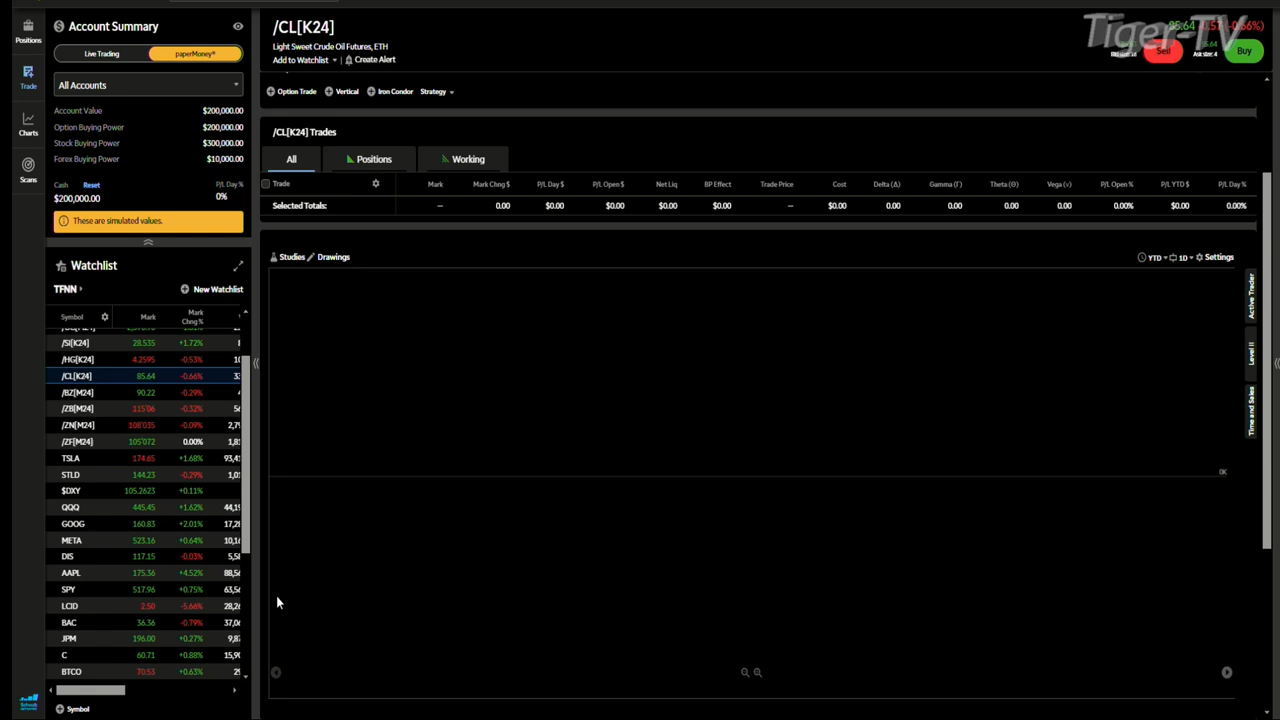 Positions
Trade
Charts
Scans
Account Summary
Live Trading
paperMoney®
All Accounts
Account Value $200,000.00
Option Buying Power $200,000.00
Stock Buying Power $300,000.00
Forex Buying Power $10,000.00
Cash Reset P/L Day %
$200,000.00 0%
These are simulated values.
Watchlist
TFNN
New Watchlist
Symbol Mark Mark Chng %
/SI[K24] 28.535 +1.72%
/HG[K24] 4.2595 -0.53%
/CL[K24] 85.64 -0.66%
/BZ[M24] 90.22 -0.29%
/ZB[M24] 115'06 -0.32%
/ZN[M24] 108'035 -0.09%
/ZF[M24] 105'072 0.00%
TSLA 174.65 +1.68%
STLD 144.23 -0.29%
$DXY 105.2623 +0.11%
QQQ 445.45 +1.62%
GOOG 160.83 +2.01%
META 523.16 +0.64%
DIS 117.15 -0.03%
AAPL 175.36 +4.52%
SPY 517.96 +0.75%
LCID 2.50 -5.66%
BAC 36.36 -0.79%
JPM 196.00 +0.27%
C 60.71 +0.88%
BTCO 70.53 +0.63%
Symbol
/CL[K24]
Light Sweet Crude Oil Futures, ETH
Add to Watchlist Create Alert
Tiger-TV
85.64 -0.57 (-0.66%)
Sell
Buy
Option Trade Vertical Iron Condor Strategy
/CL[K24] Trades
All Positions Working
Trade Mark Mark Chng $ P/L Day $ P/L Open $ Net Liq BP Effect Trade Price Cost Delta (Δ) Gamma (Γ) Theta (Θ) Vega (ν) P/L Open % P/L YTD $ P/L Day %
Selected Totals: -- 0.00 $0.00 $0.00 $0.00 $0.00 -- $0.00 0.00 0.00 0.00 0.00 0.00% $0.00 0.00%
Studies Drawings
YTD 1D Settings
Active Trader
Level II
Time and Sales
0K